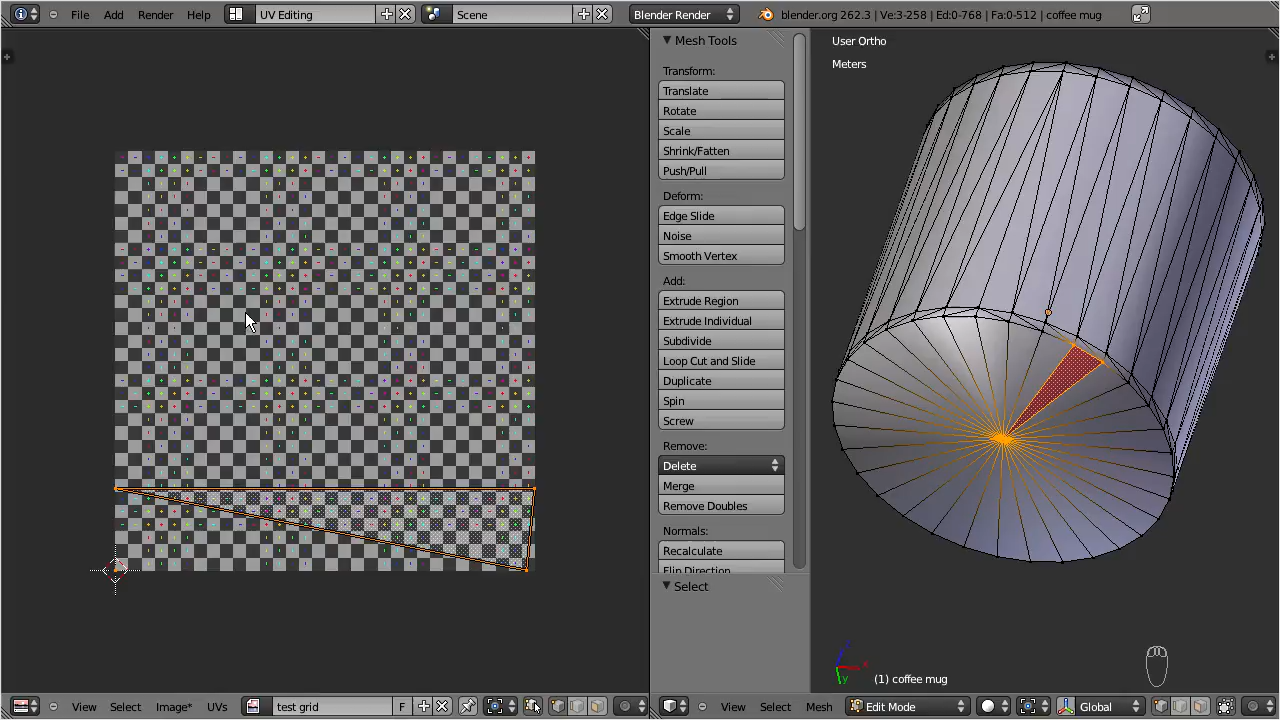 File Add Render Help UV Editing Scene Blender Render blender.org 262.3 | Ve:3-258 | Ed:0-768 | Fa:0-512 | coffee mug
Mesh Tools
Transform:
Translate
Rotate
Scale
Shrink/Fatten
Push/Pull
Deform:
Edge Slide
Noise
Smooth Vertex
Add:
Extrude Region
Extrude Individual
Subdivide
Loop Cut and Slide
Duplicate
Spin
Screw
Remove:
Delete
Merge
Remove Doubles
Normals:
Recalculate
Flip Direction
Select
User Ortho
Meters
z
x
y
(1) coffee mug
View Select Image* UVs test grid F View Select Mesh Edit Mode Global